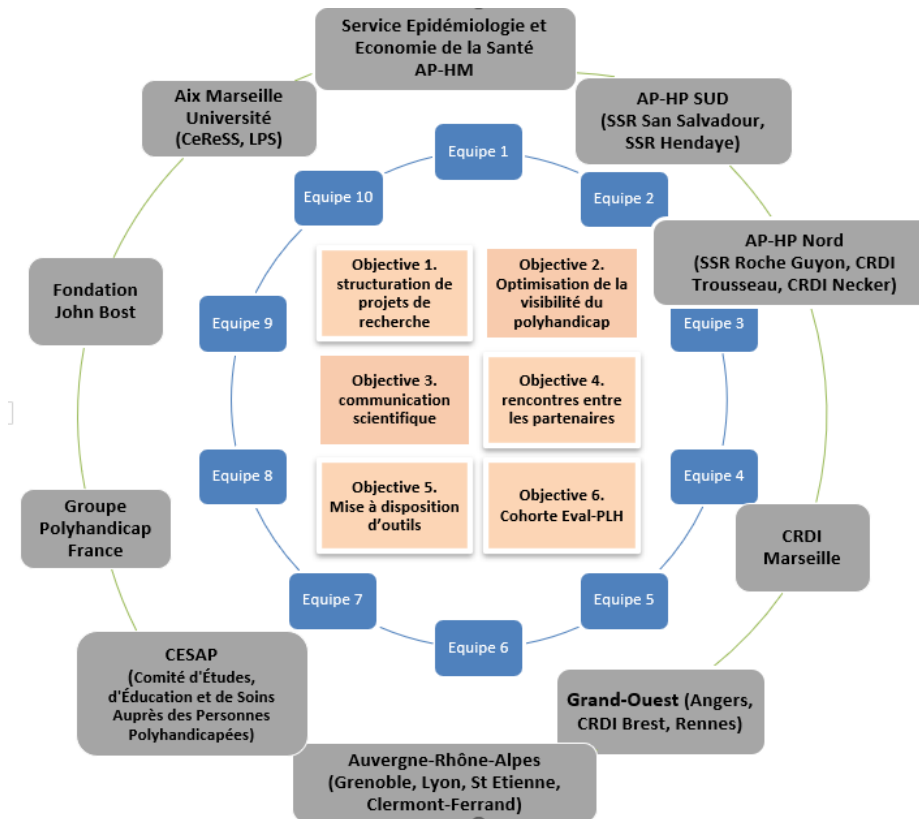 Service Epidémiologie et
Economie de la Santé
AP-HM
Aix Marseille
Université
(CeReSS, LPS)
AP-HP SUD
(SSR San Salvadour,
SSR Hendaye)
Equipe 1
Equipe 10
Equipe 2
AP-HP Nord
(SSR Roche Guyon, CRDI
Trousseau, CRDI Necker)
Fondation
John Bost
Objective 1.
structuration de
projets de
recherche
Objective 2.
Optimisation de la
visibilité du
polyhandicap
Equipe 9
Equipe 3
Objective 3.
communication
scientifique
Objective 4.
rencontres entre
les partenaires
Equipe 8
Equipe 4
Objective 5.
Mise à disposition
d'outils
Objective 6.
Cohorte Eval-PLH
Groupe
Polyhandicap
France
CRDI
Marseille
Equipe 7
Equipe 5
Equipe 6
CESAP
(Comité d'Études,
d'Éducation et de Soins
Auprès des Personnes
Polyhandicapées)
Grand-Ouest (Angers,
CRDI Brest, Rennes)
Auvergne-Rhône-Alpes
(Grenoble, Lyon, St Etienne,
Clermont-Ferrand)